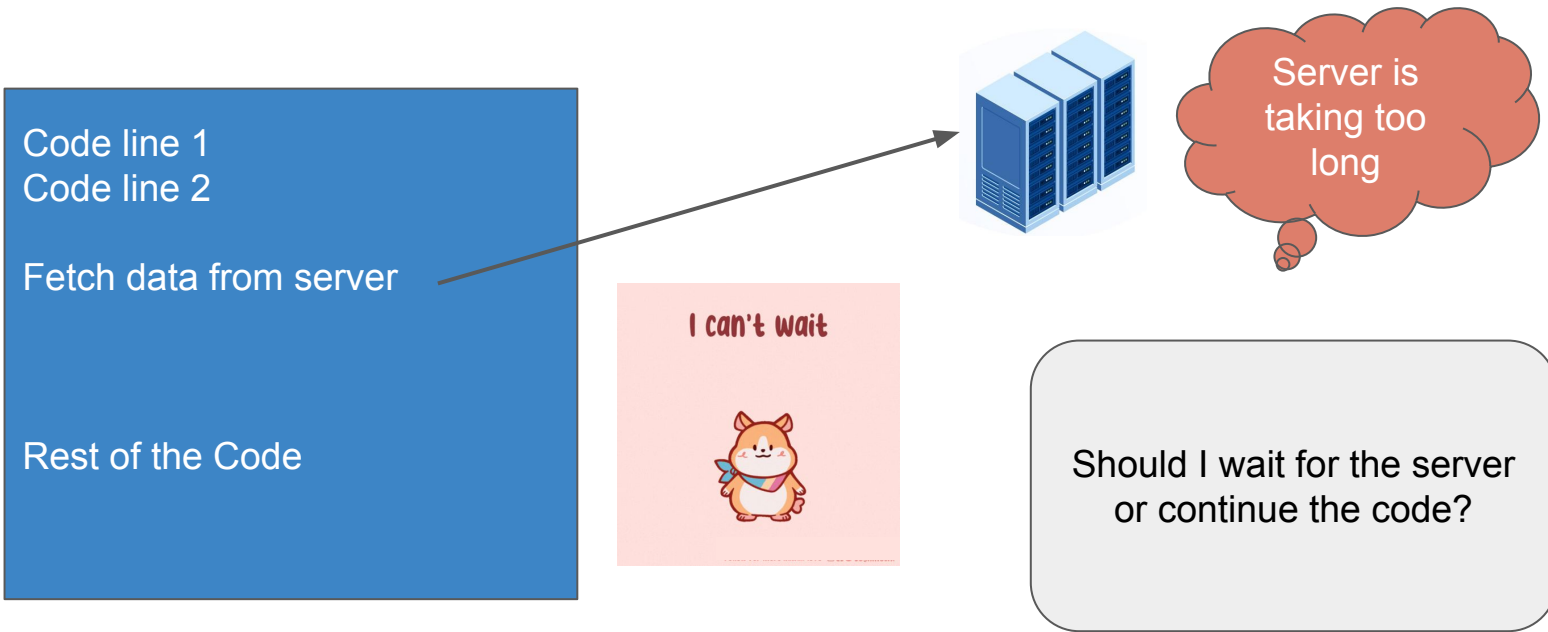 Code line 1
Code line 2
Fetch data from server
Rest of the Code
I can't wait
Server is
taking too
long
Should I wait for the server
or continue the code?